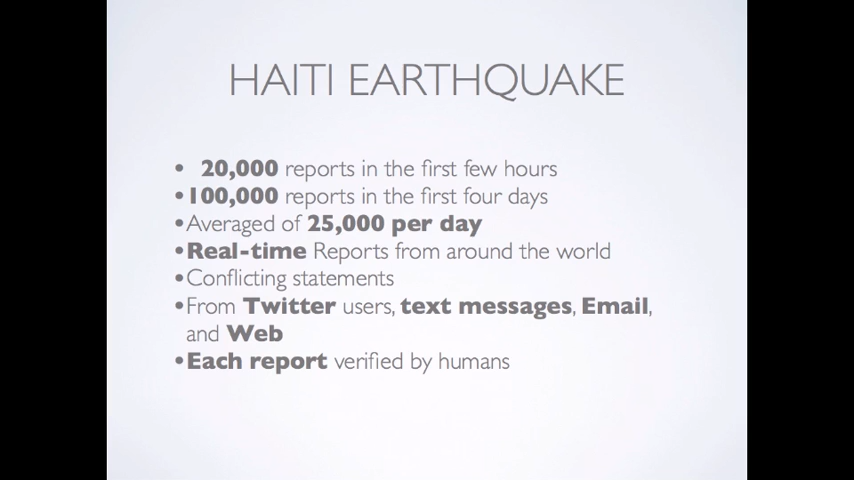 HAITI EARTHQUAKE
• 20,000 reports in the first few hours
•100,000 reports in the first four days
•Averaged of 25,000 per day
•Real-time Reports from around the world
•Conflicting statements
•From Twitter users, text messages, Email,
and Web
•Each report verified by humans